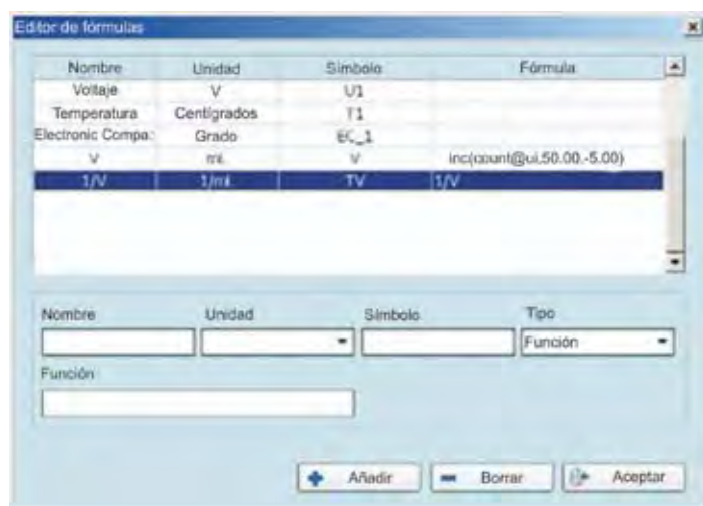 Editor de fórmulas
Nombre Unidad Símbolo Fórmula
Voltaje V U1
Temperatura Centígrados T1
Electronic Compa: Grado EC_1
V mL V inc(count@ui,50.00,-5.00)
1/V 1/mL TV 1/V
Nombre Unidad Símbolo Tipo
Función
Función
Añadir Borrar Aceptar